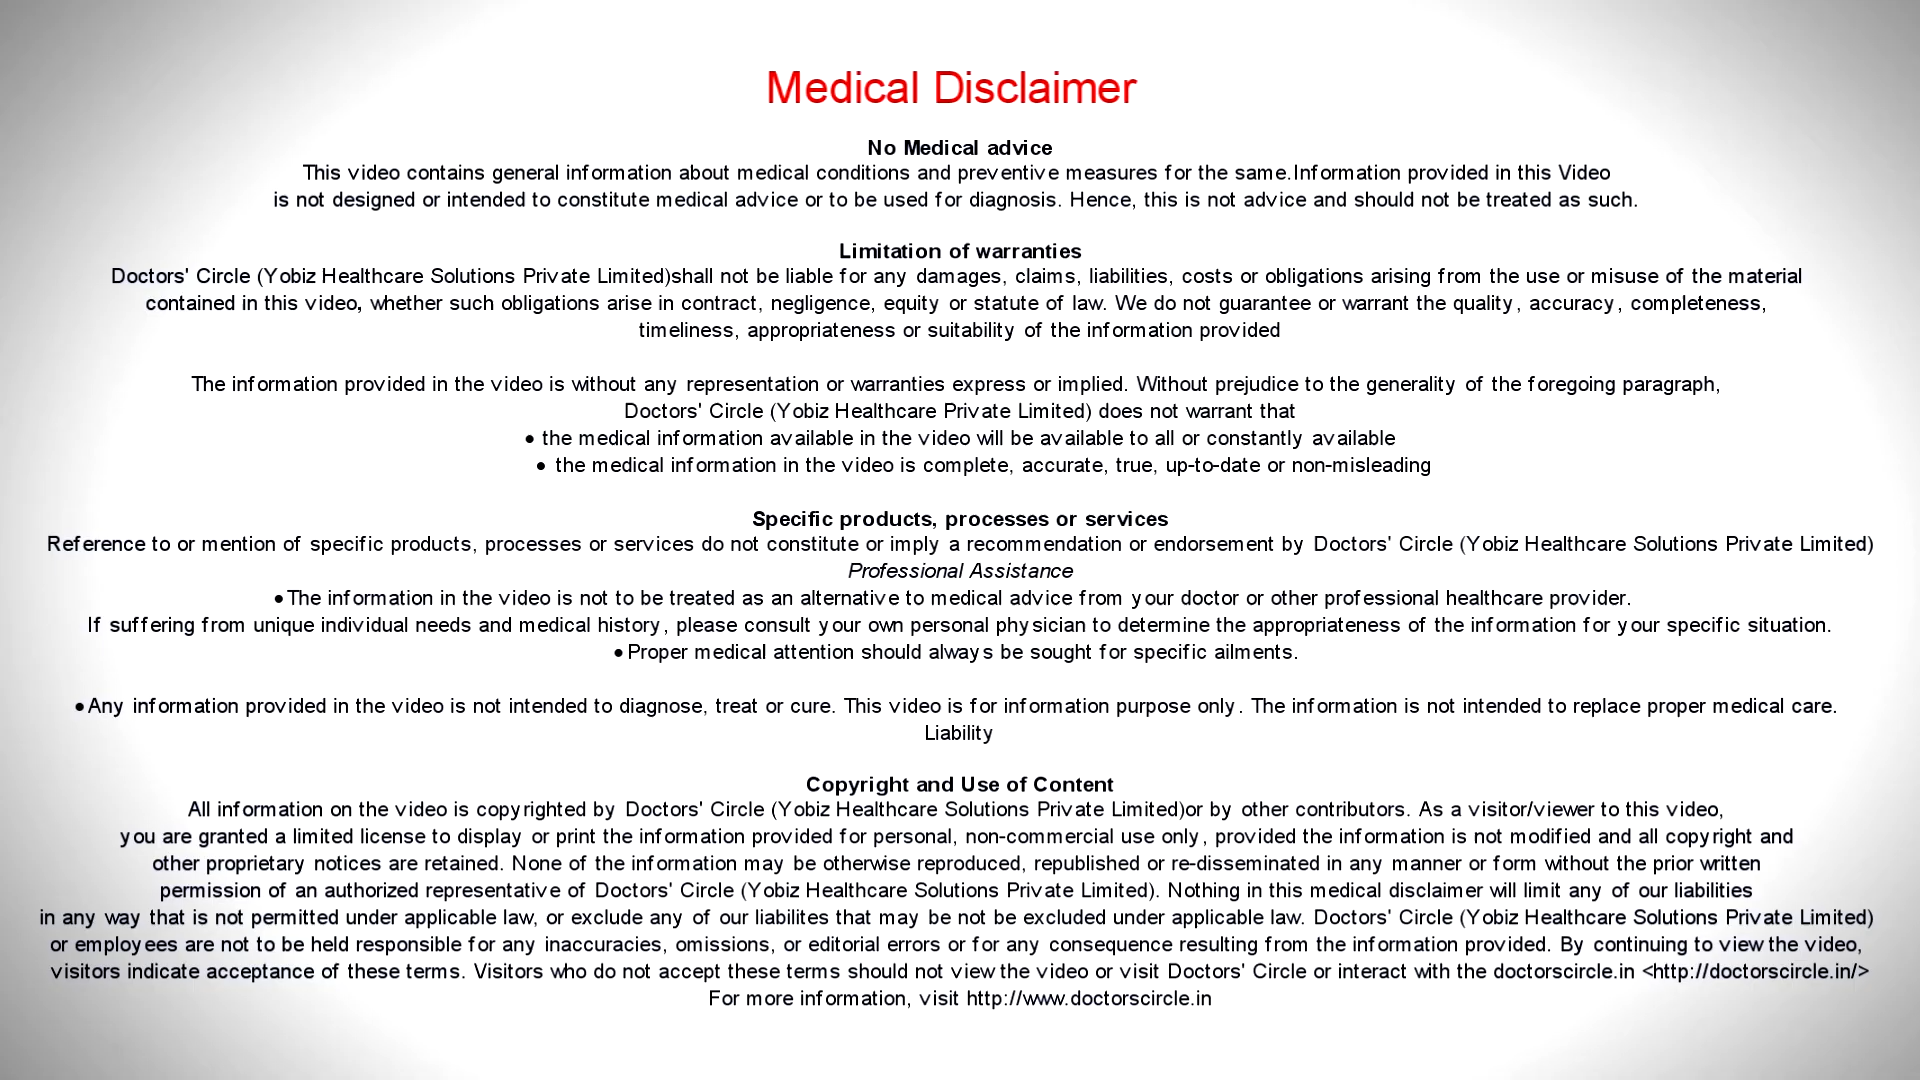 Medical Disclaimer
No Medical advice
This video contains general information about medical conditions and preventive measures for the same.Information provided in this Video
is not designed or intended to constitute medical advice or to be used for diagnosis. Hence, this is not advice and should not be treated as such.
Limitation of warranties
Doctors' Circle (Yobiz Healthcare Solutions Private Limited)shall not be liable for any damages, claims, liabilities, costs or obligations arising from the use or misuse of the material
contained in this video, whether such obligations arise in contract, negligence, equity or statute of law. We do not guarantee or warrant the quality, accuracy, completeness,
timeliness, appropriateness or suitability of the information provided
The information provided in the video is without any representation or warranties express or implied. Without prejudice to the generality of the foregoing paragraph,
Doctors' Circle (Yobiz Healthcare Private Limited) does not warrant that
• the medical information available in the video will be available to all or constantly available
• the medical information in the video is complete, accurate, true, up-to-date or non-misleading
Specific products, processes or services
Reference to or mention of specific products, processes or services do not constitute or imply a recommendation or endorsement by Doctors' Circle (Yobiz Healthcare Solutions Private Limited)
Professional Assistance
•The information in the video is not to be treated as an alternative to medical advice from your doctor or other professional healthcare provider.
If suffering from unique individual needs and medical history, please consult your own personal physician to determine the appropriateness of the information for your specific situation.
•Proper medical attention should always be sought for specific ailments.
•Any information provided in the video is not intended to diagnose, treat or cure. This video is for information purpose only. The information is not intended to replace proper medical care.
Liability
Copyright and Use of Content
All information on the video is copyrighted by Doctors' Circle (Yobiz Healthcare Solutions Private Limited)or by other contributors. As a visitor/viewer to this video,
you are granted a limited license to display or print the information provided for personal, non-commercial use only, provided the information is not modified and all copyright and
other proprietary notices are retained. None of the information may be otherwise reproduced, republished or re-disseminated in any manner or form without the prior written
permission of an authorized representative of Doctors' Circle (Yobiz Healthcare Solutions Private Limited). Nothing in this medical disclaimer will limit any of our liabilities
in any way that is not permitted under applicable law, or exclude any of our liabilites that may be not be excluded under applicable law. Doctors' Circle (Yobiz Healthcare Solutions Private Limited)
or employees are not to be held responsible for any inaccuracies, omissions, or editorial errors or for any consequence resulting from the information provided. By continuing to view the video,
visitors indicate acceptance of these terms. Visitors who do not accept these terms should not view the video or visit Doctors' Circle or interact with the doctorscircle.in <http://doctorscircle.in/>
For more information, visit http://www.doctorscircle.in